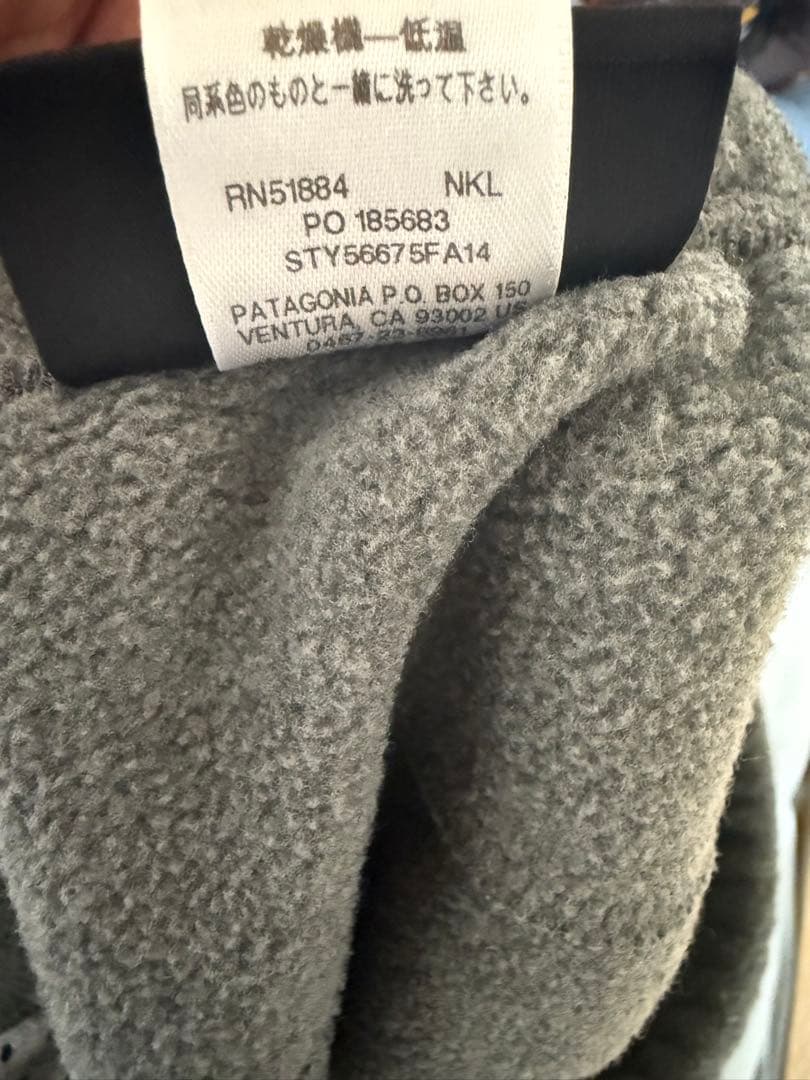 乾燥機—低温
同系色のものと一緒に洗って下さい。
RN51884 NKL
PO 185683
STY56675FA14
PATAGONIA P.O. BOX 150
VENTURA, CA 93002 US